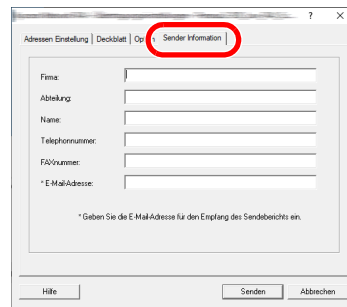 Adressen Einstellung
Deckblatt
Sender Information
Firma:
Abteilung:
Name:
Telephonnummer:
FAXnummer:
* E-Mail-Adresse:
* Geben Sie die E-Mail-Adresse für den Empfang des Sendeberichts ein.
Hilfe
Senden
Abbrechen